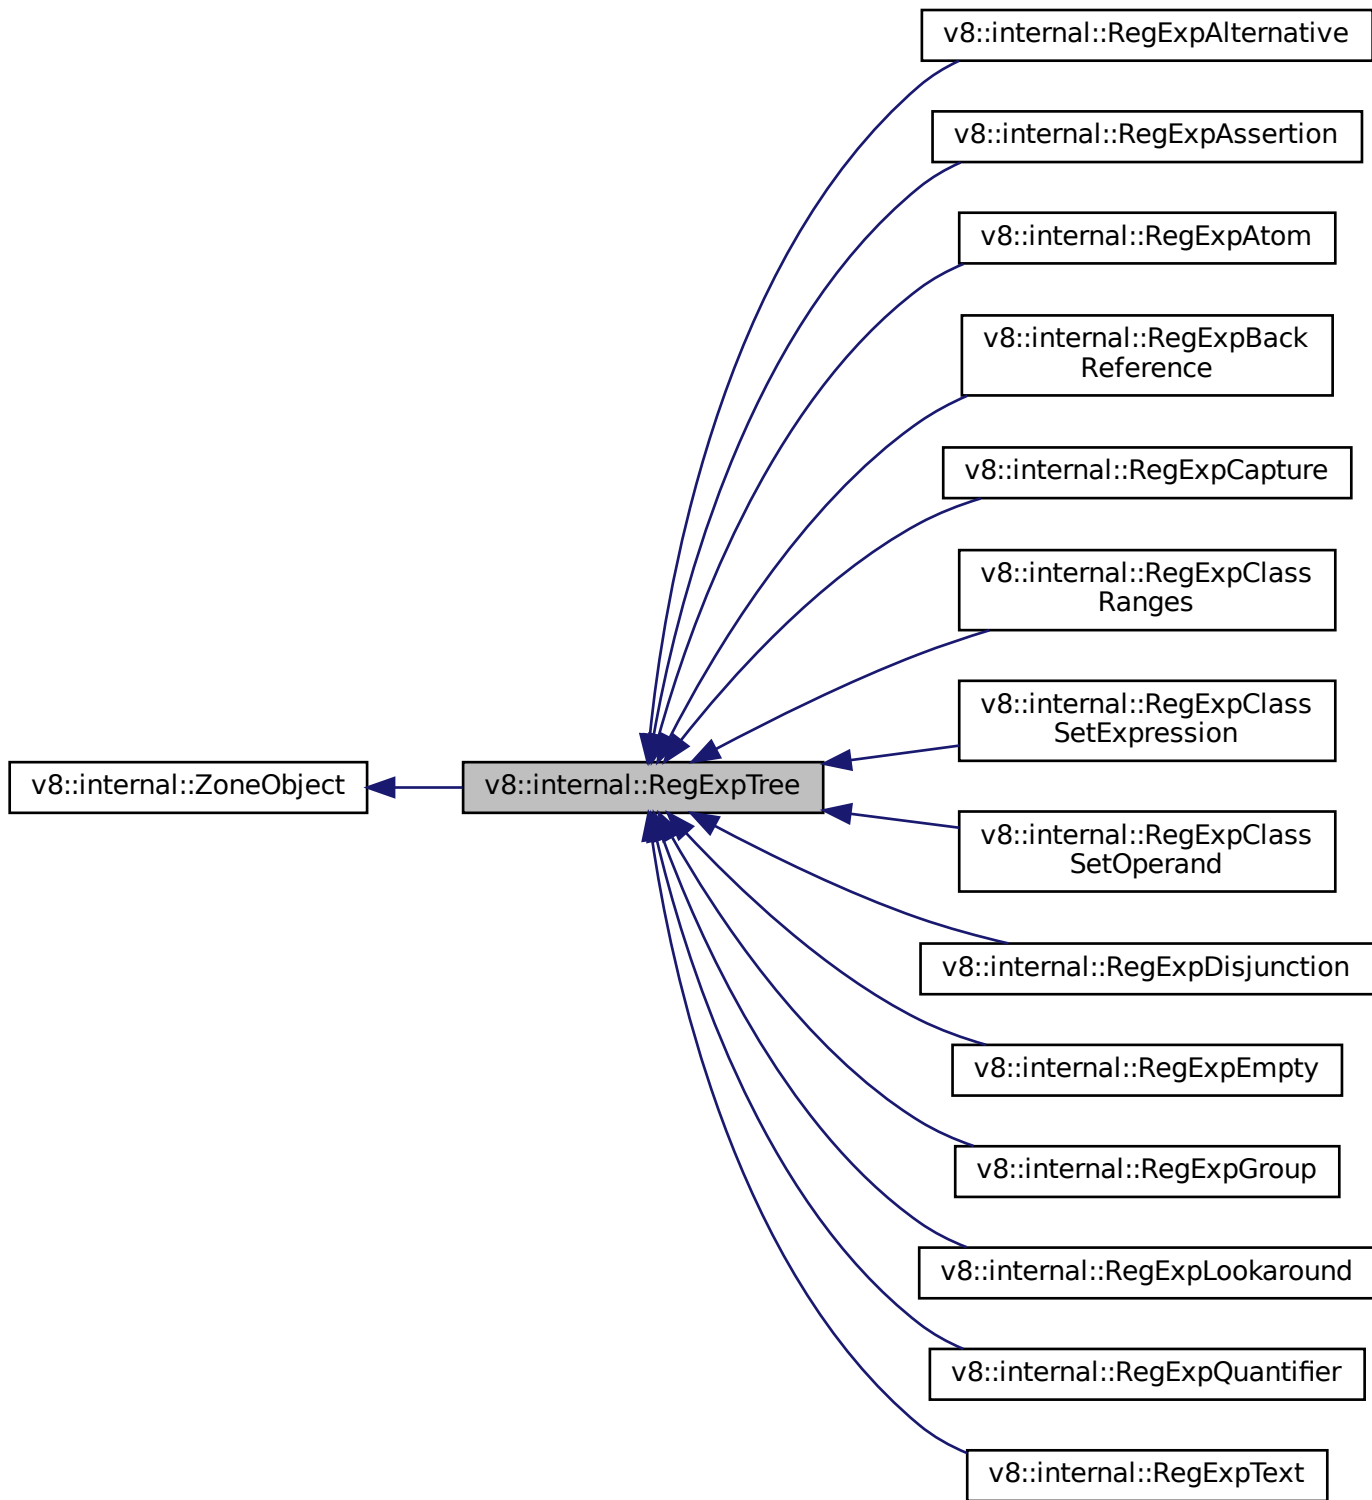 v8::internal::RegExpAlternative
v8::internal::RegExpAssertion
v8::internal::RegExpAtom
v8::internal::RegExpBack
Reference
v8::internal::RegExpCapture
v8::internal::RegExpClass
Ranges
v8::internal::RegExpClass
SetExpression
v8::internal::ZoneObject
v8::internal::RegExpTree
v8::internal::RegExpClass
SetOperand
v8::internal::RegExpDisjunction
v8::internal::RegExpEmpty
v8::internal::RegExpGroup
v8::internal::RegExpLookaround
v8::internal::RegExpQuantifier
v8::internal::RegExpText